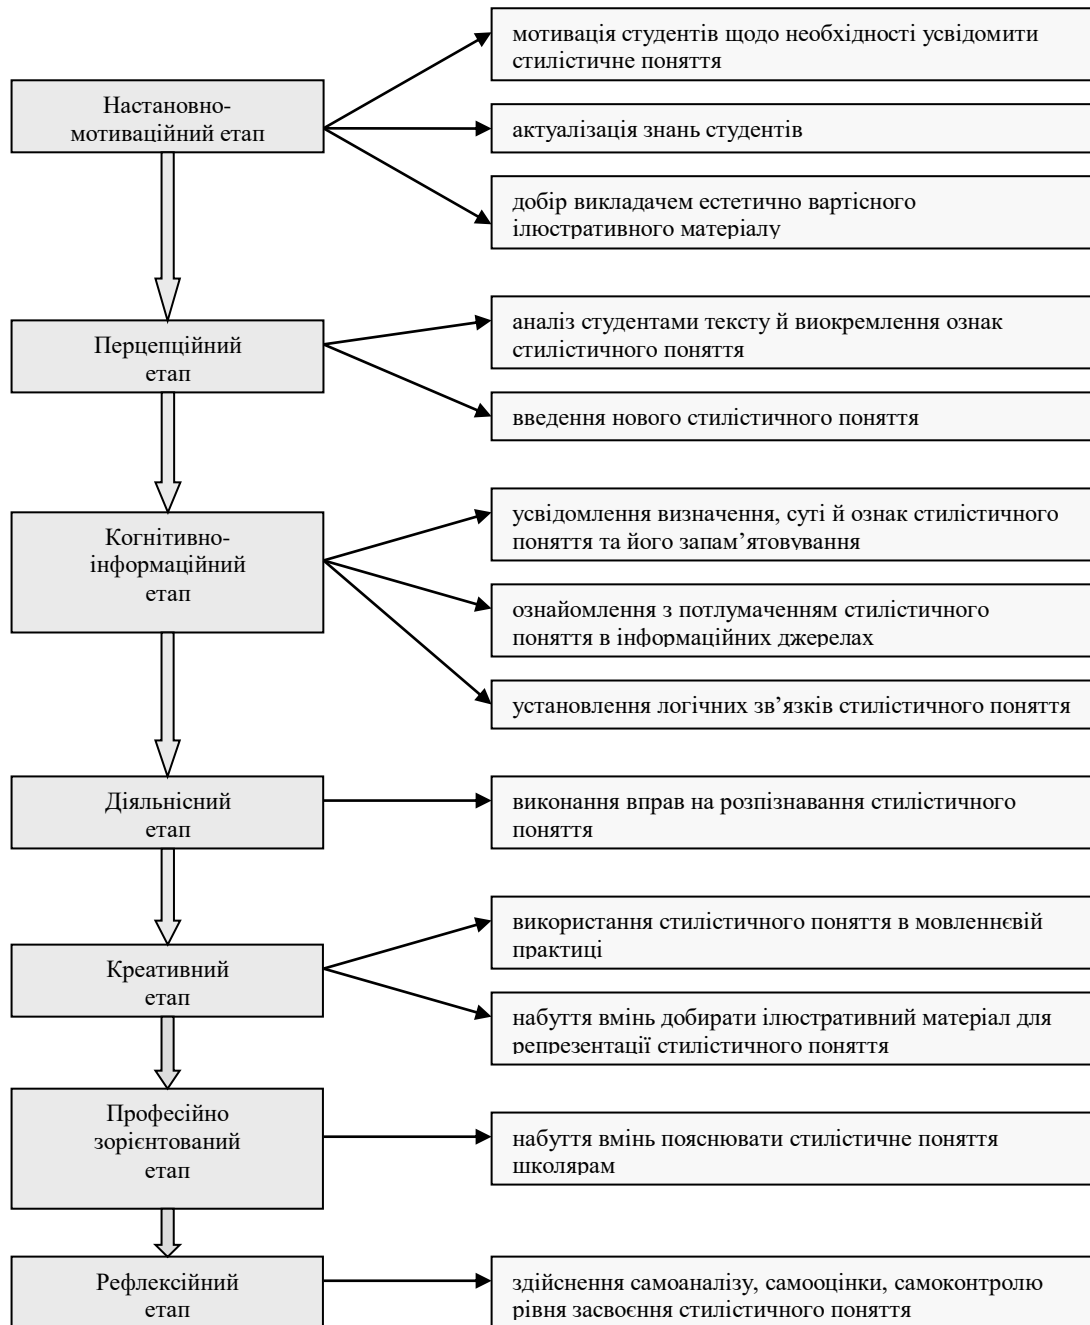 Настановно-
мотиваційний етап
мотивація студентів щодо необхідності усвідомити
стилістичне поняття
актуалізація знань студентів
добір викладачем естетично вартісного
ілюстративного матеріалу
Перцепційний
етап
аналіз студентами тексту й виокремлення ознак
стилістичного поняття
введення нового стилістичного поняття
Когнітивно-
інформаційний
етап
усвідомлення визначення, суті й ознак стилістичного
поняття та його запам’ятовування
ознайомлення з потлумаченням стилістичного
поняття в інформаційних джерелах
установлення логічних зв’язків стилістичного поняття
Діяльнісний
етап
виконання вправ на розпізнавання стилістичного
поняття
Креативний
етап
використання стилістичного поняття в мовленнєвій
практиці
набуття вмінь добирати ілюстративний матеріал для
репрезентації стилістичного поняття
Професійно
зорієнтований
етап
набуття вмінь пояснювати стилістичне поняття
школярам
Рефлексійний
етап
здійснення самоаналізу, самооцінки, самоконтролю
рівня засвоєння стилістичного поняття